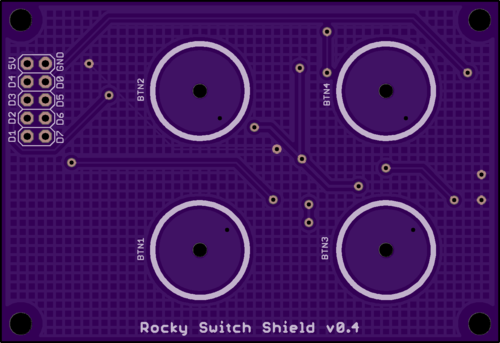 5V GND
D4 D0
D3 D5
D2 D6
D1 D7
BTN2
BTN4
BTN1
BTN3
Rocky Switch Shield v0.4